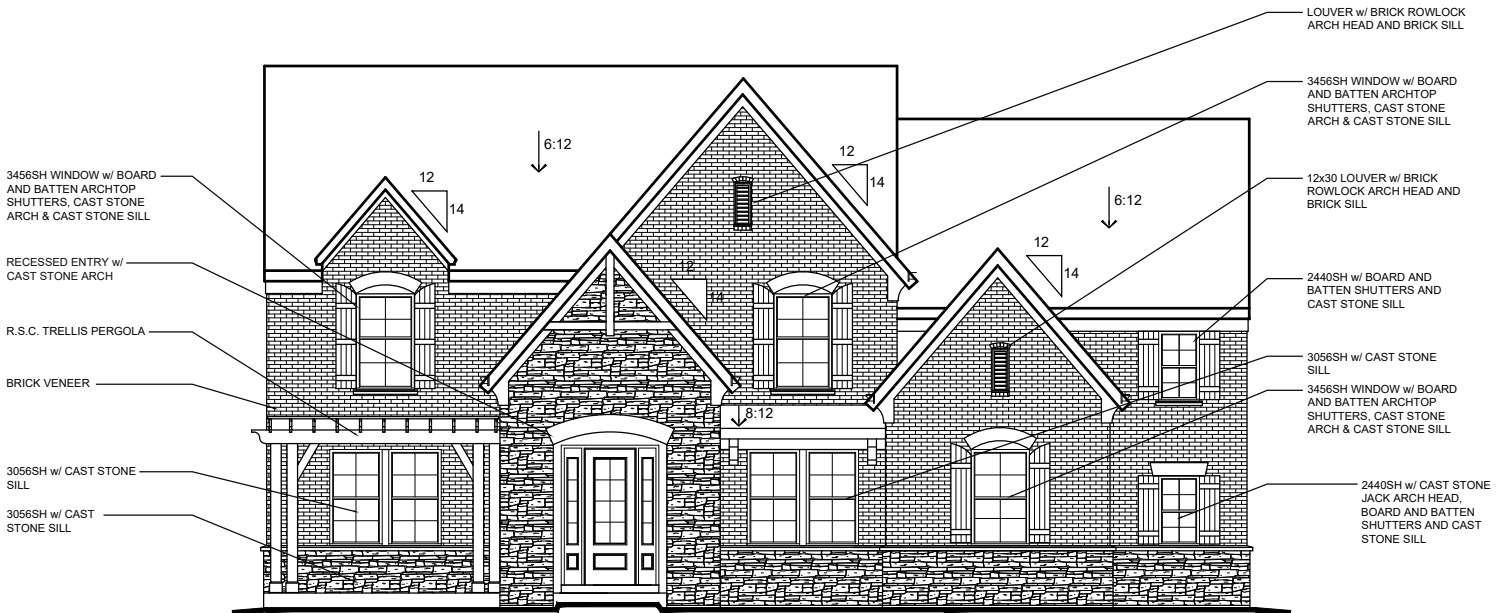 3456SH WINDOW w/ BOARD
AND BATTEN ARCHTOP
SHUTTERS, CAST STONE
ARCH & CAST STONE SILL
RECESSED ENTRY w/
CAST STONE ARCH
R.S.C. TRELLIS PERGOLA
BRICK VENEER
3056SH w/ CAST STONE
SILL
3056SH w/ CAST
STONE SILL
6:12
12
14
12
14
12
14
8:12
12
14
6:12
LOUVER w/ BRICK ROWLOCK
ARCH HEAD AND BRICK SILL
3456SH WINDOW w/ BOARD
AND BATTEN ARCHTOP
SHUTTERS, CAST STONE
ARCH & CAST STONE SILL
12x30 LOUVER w/ BRICK
ROWLOCK ARCH HEAD AND
BRICK SILL
2440SH w/ BOARD AND
BATTEN SHUTTERS AND
CAST STONE SILL
3056SH w/ CAST STONE
SILL
3456SH WINDOW w/ BOARD
AND BATTEN ARCHTOP
SHUTTERS, CAST STONE
ARCH & CAST STONE SILL
2440SH w/ CAST STONE
JACK ARCH HEAD,
BOARD AND BATTEN
SHUTTERS AND CAST
STONE SILL